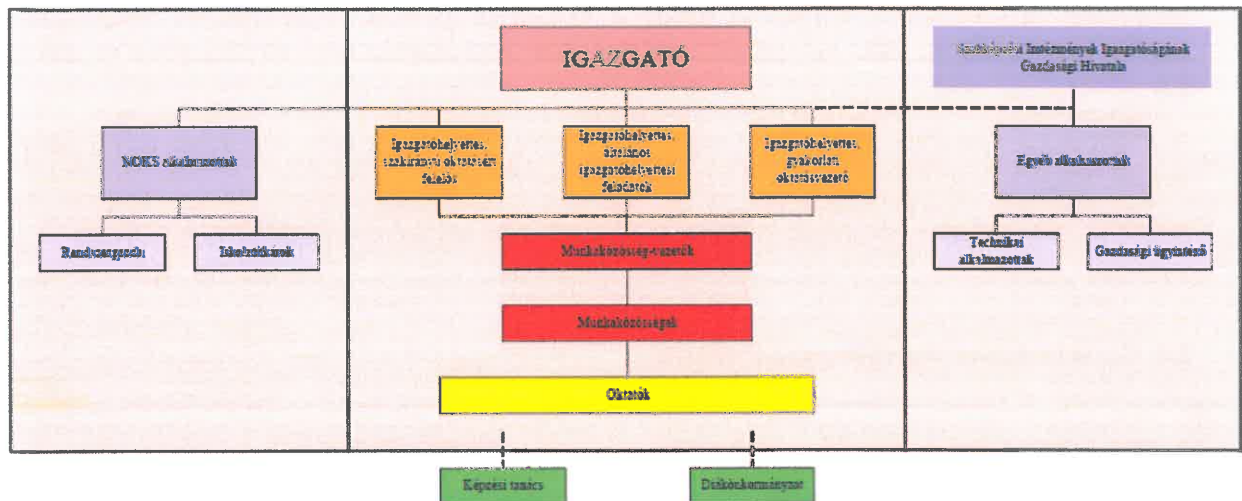 IGAZGATÓ
Szakképzési Intézmények Igazgatóságának
Gazdasági Hivatala
NOKS alkalmazottak
Igazgatóhelyettes,
szakirányú oktatásért
felelős
Igazgatóhelyettes,
általános
igazgatóhelyettesi
feladatok
Igazgatóhelyettes,
gyakorlati
oktatásvezető
Egyéb alkalmazottak
Rendszergazda
Iskolatitkárok
Munkaközösség-vezetők
Technikai
alkalmazottak
Gazdasági ügyintéző
Munkaközösségek
Oktatók
Képzési tanács
Diákönkormányzat